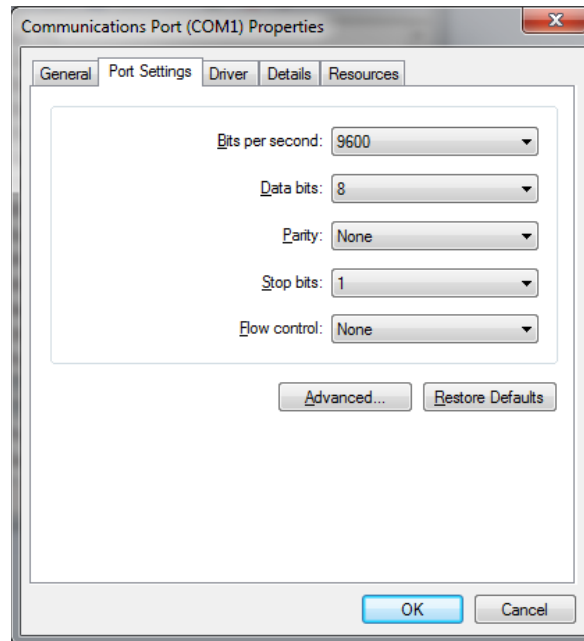 Communications Port (COM1) Properties
General Port Settings Driver Details Resources
Bits per second: 9600
Data bits: 8
Parity: None
Stop bits: 1
Flow control: None
Advanced... Restore Defaults
OK Cancel